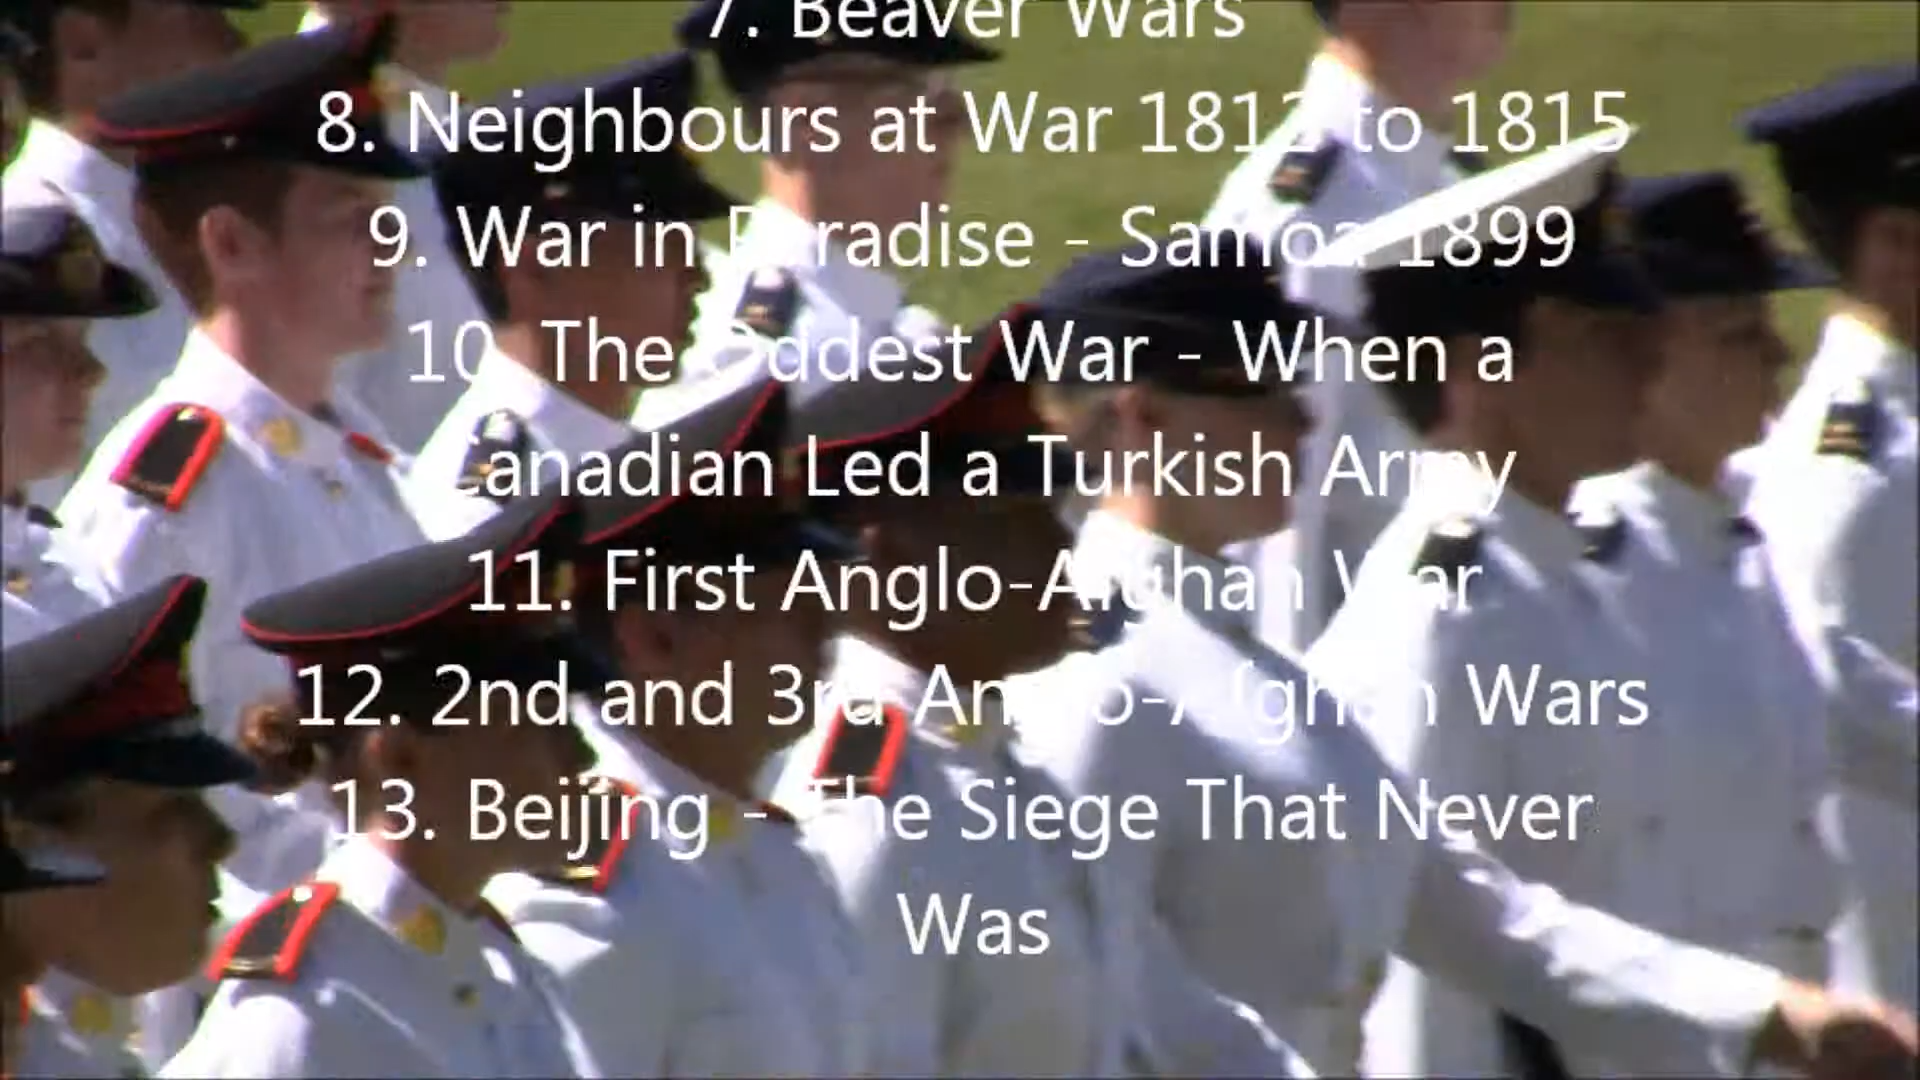 7. Beaver Wars
8. Neighbours at War 1812 to 1815
9. War in Paradise - Samoa 1899
10. The Oddest War - When a
Canadian Led a Turkish Army
11. First Anglo-Afghan War
12. 2nd and 3rd Anglo-Afghan Wars
13. Beijing - The Siege That Never
Was